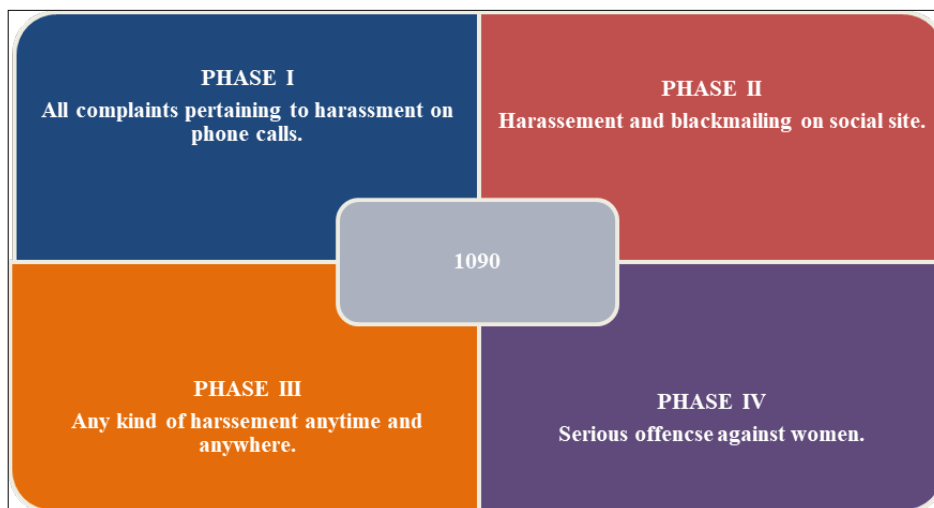 PHASE I
All complaints pertaining to harassment on
phone calls.
PHASE II
Harassement and blackmailing on social site.
1090
PHASE III
Any kind of harssement anytime and
anywhere.
PHASE IV
Serious offencse against women.